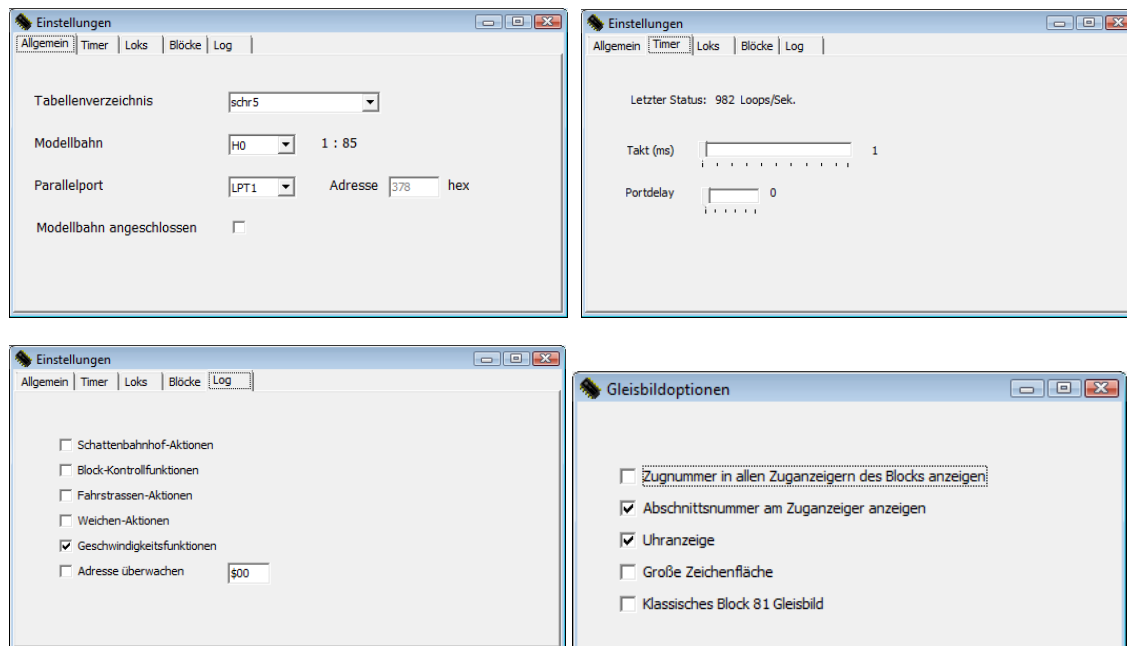 Einstellungen
Allgemein Timer Loks Blöcke Log
Tabellenverzeichnis schr5
Modellbahn H0 1 : 85
Parallelport LPT1 Adresse 378 hex
Modellbahn angeschlossen
Einstellungen
Allgemein Timer Loks Blöcke Log
Letzter Status: 982 Loops/Sek.
Takt (ms) 1
Portdelay 0
Einstellungen
Allgemein Timer Loks Blöcke Log
Schattenbahnhof-Aktionen
Block-Kontrollfunktionen
Fahrstrassen-Aktionen
Weichen-Aktionen
Geschwindigkeitsfunktionen
Adresse überwachen $00
Gleisbildoptionen
Zugnummer in allen Zuganzeigern des Blocks anzeigen
Abschnittsnummer am Zuganzeiger anzeigen
Uhranzeige
Große Zeichenfläche
Klassisches Block 81 Gleisbild